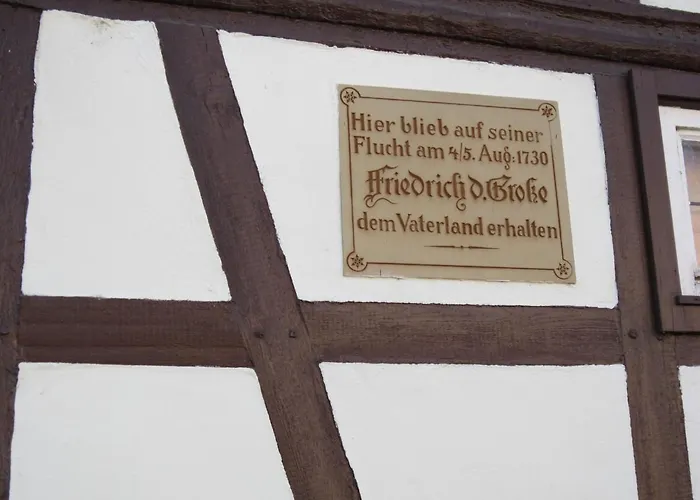 Hier blieb auf seiner
Flucht am 4/5. Aug: 1730
Friedrich d. Große
dem Vaterland erhalten